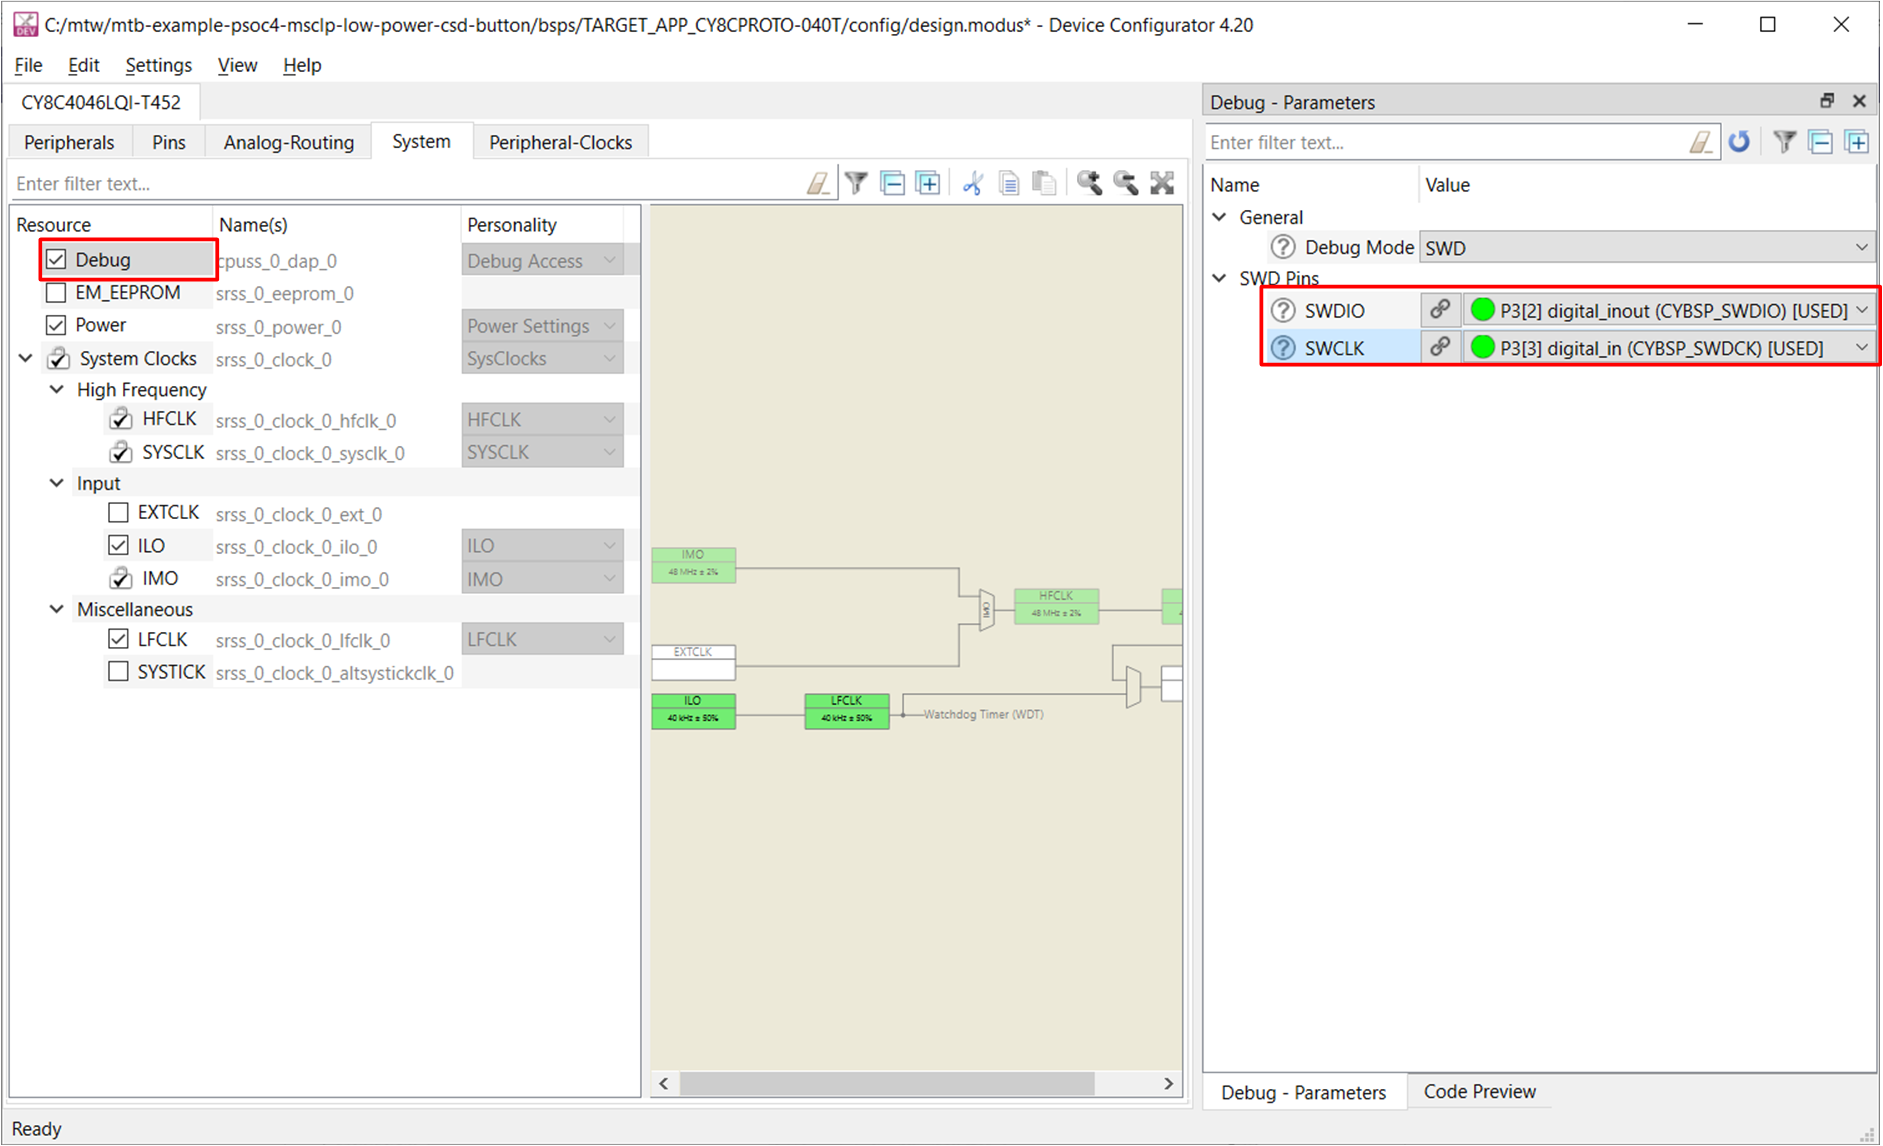 C:/mtw/mtb-example-psoc4-msclp-low-power-csd-button/bsps/TARGET_APP_CY8CPROTO-040T/config/design.modus* - Device Configurator 4.20
File Edit Settings View Help
CY8C4046LQI-T452
Peripherals Pins Analog-Routing System Peripheral-Clocks
Enter filter text...
Resource Name(s) Personality
Debug cpuss_0_dap_0 Debug Access
EM_EEPROM srss_0_eeprom_0
Power srss_0_power_0 Power Settings
System Clocks srss_0_clock_0 SysClocks
High Frequency
HFCLK srss_0_clock_0_hfclk_0 HFCLK
SYSCLK srss_0_clock_0_sysclk_0 SYSCLK
Input
EXTCLK srss_0_clock_0_ext_0
ILO srss_0_clock_0_ilo_0 ILO
IMO srss_0_clock_0_imo_0 IMO
Miscellaneous
LFCLK srss_0_clock_0_lfclk_0 LFCLK
SYSTICK srss_0_clock_0_altsystickclk_0
IMO
48 MHz ± 2%
HFCLK
48 MHz ± 2%
EXTCLK
ILO
40 kHz ± 50%
LFCLK
40 kHz ± 50%
Watchdog Timer (WDT)
Debug - Parameters
Enter filter text...
Name Value
General
Debug Mode SWD
SWD Pins
SWDIO P3[2] digital_inout (CYBSP_SWDIO) [USED]
SWCLK P3[3] digital_in (CYBSP_SWDCK) [USED]
Debug - Parameters Code Preview
Ready